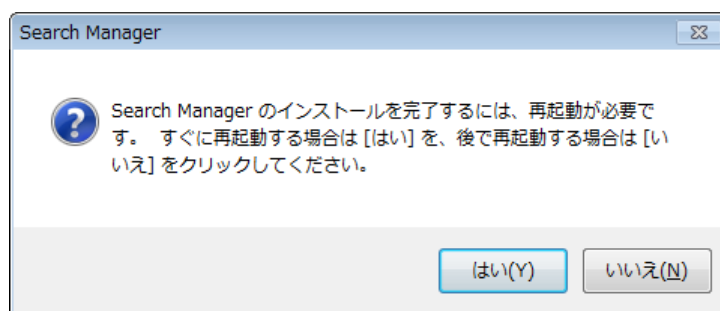 Search Manager
Search Manager のインストールを完了するには、再起動が必要で
す。 すぐに再起動する場合は [はい] を、後で再起動する場合は [い
いえ] をクリックしてください。
はい(Y)
いいえ(N)